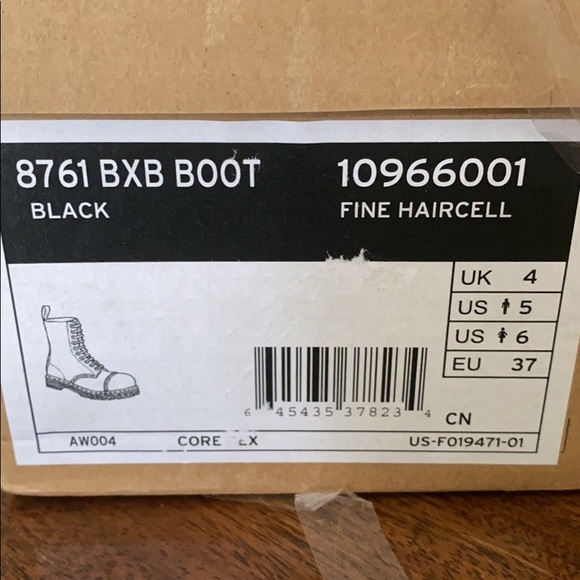 8761 BXB BOOT 10966001
BLACK FINE HAIRCELL
UK 4
US 5
US 6
EU 37
6 45435 37823 4
CN
AW004 CORE EX US-F019471-01